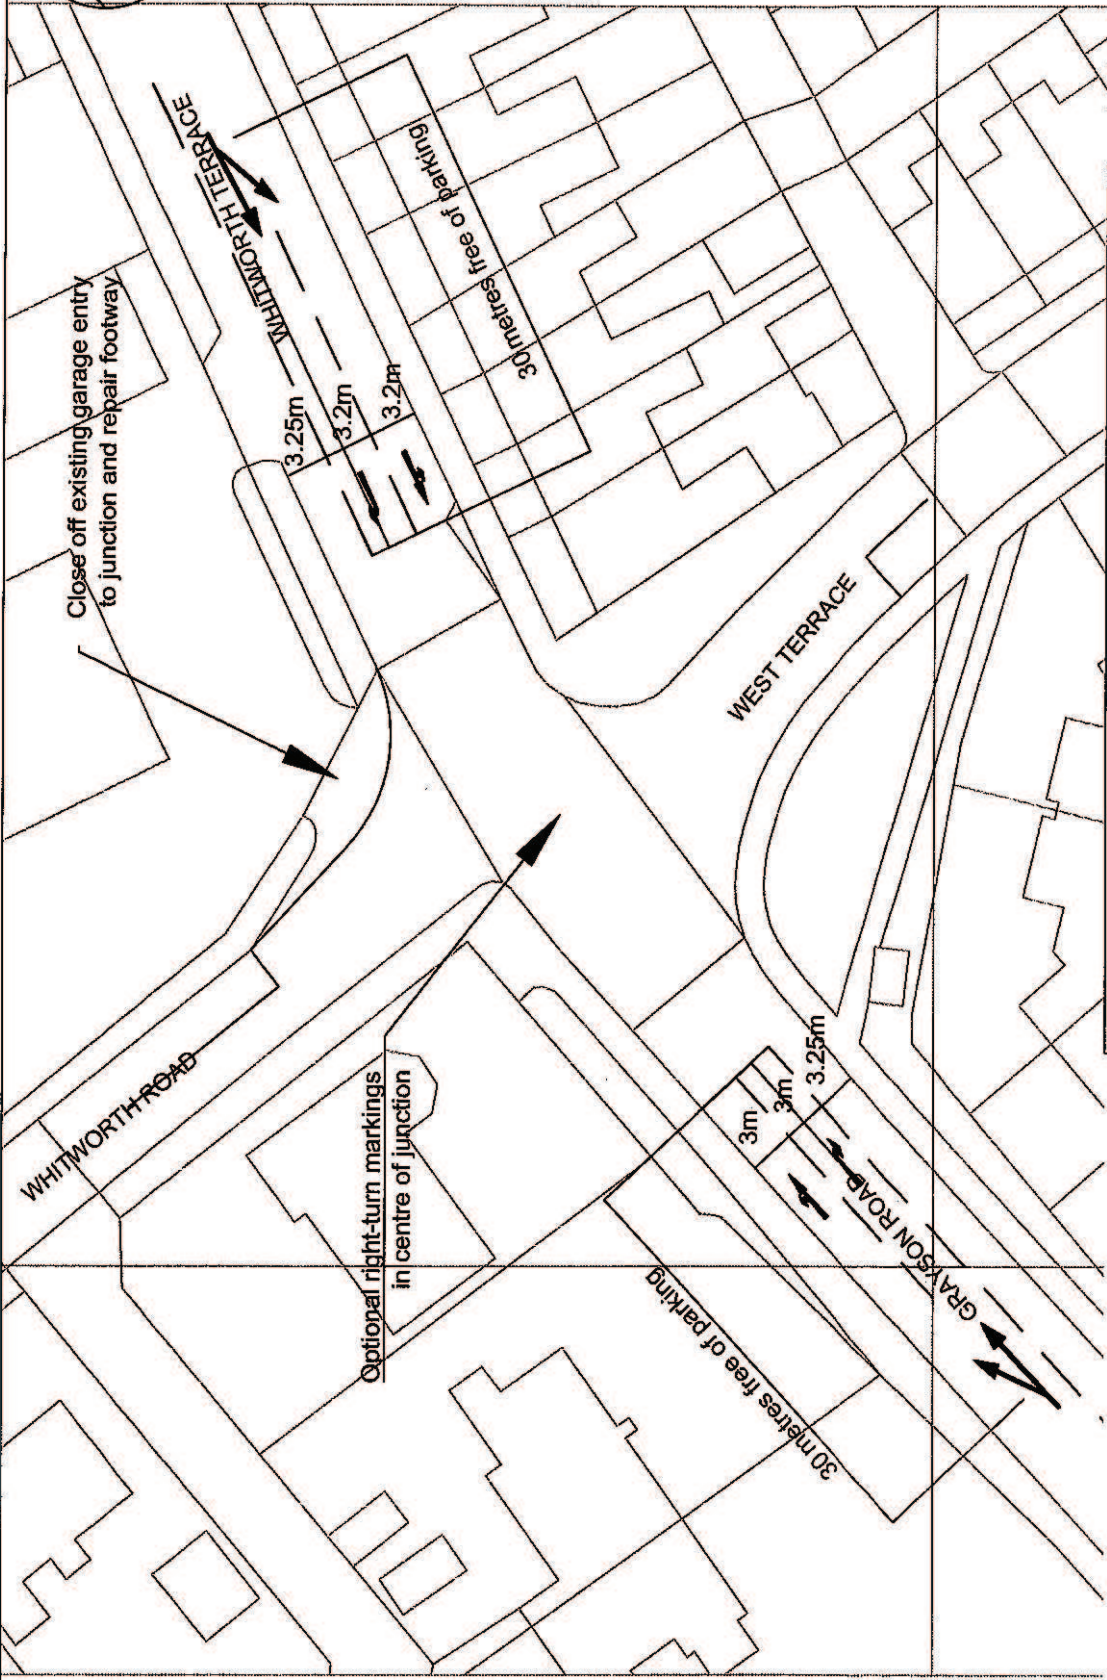 WHITWORTH TERRACE
WHITWORTH TERRACE
Close off existing garage entry
to junction and repair footway
30 metres free of parking
3.25m
3.2m
3.2m
WEST TERRACE
WHITWORTH ROAD
Optional right-turn markings
in centre of junction
3m
3m
3.25m
GRAYSON ROAD
30 metres free of parking